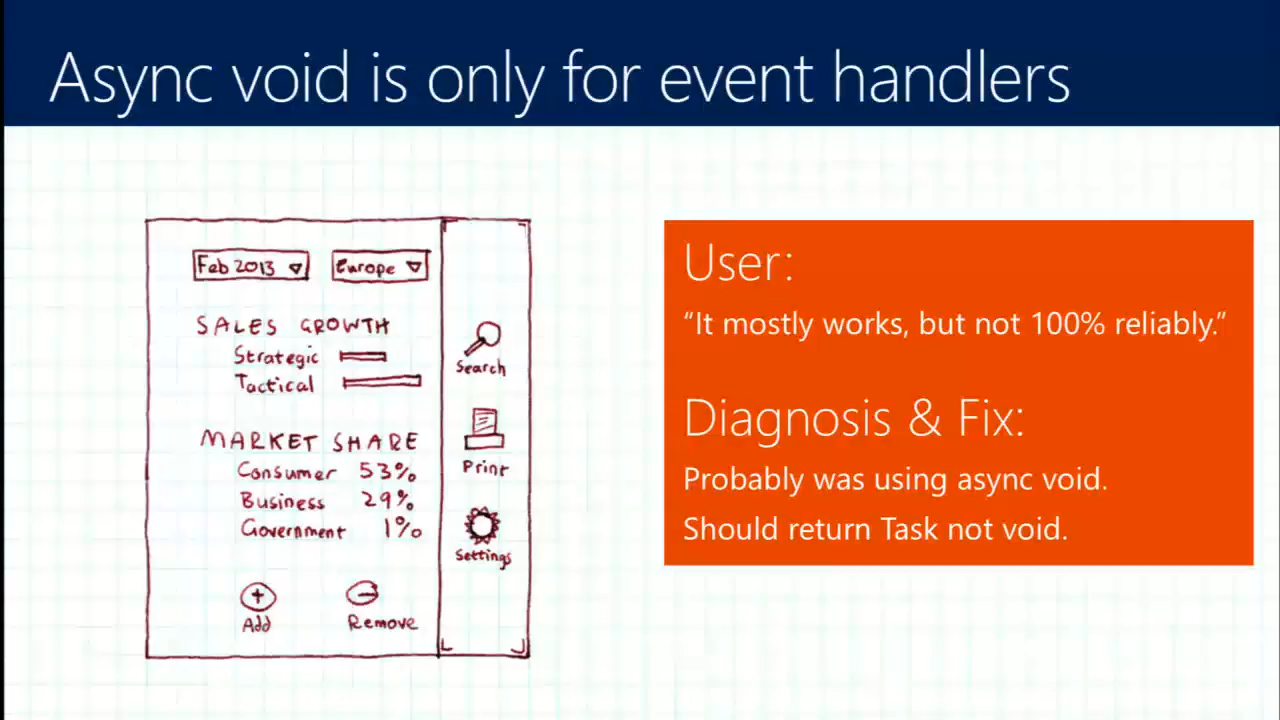 Async void is only for event handlers
Feb 2013 Europe
SALES GROWTH
Strategic
Tactical
MARKET SHARE
Consumer 53%
Business 29%
Government 1%
Add Remove
Search
Print
Settings
User:
“It mostly works, but not 100% reliably.”
Diagnosis & Fix:
Probably was using async void.
Should return Task not void.